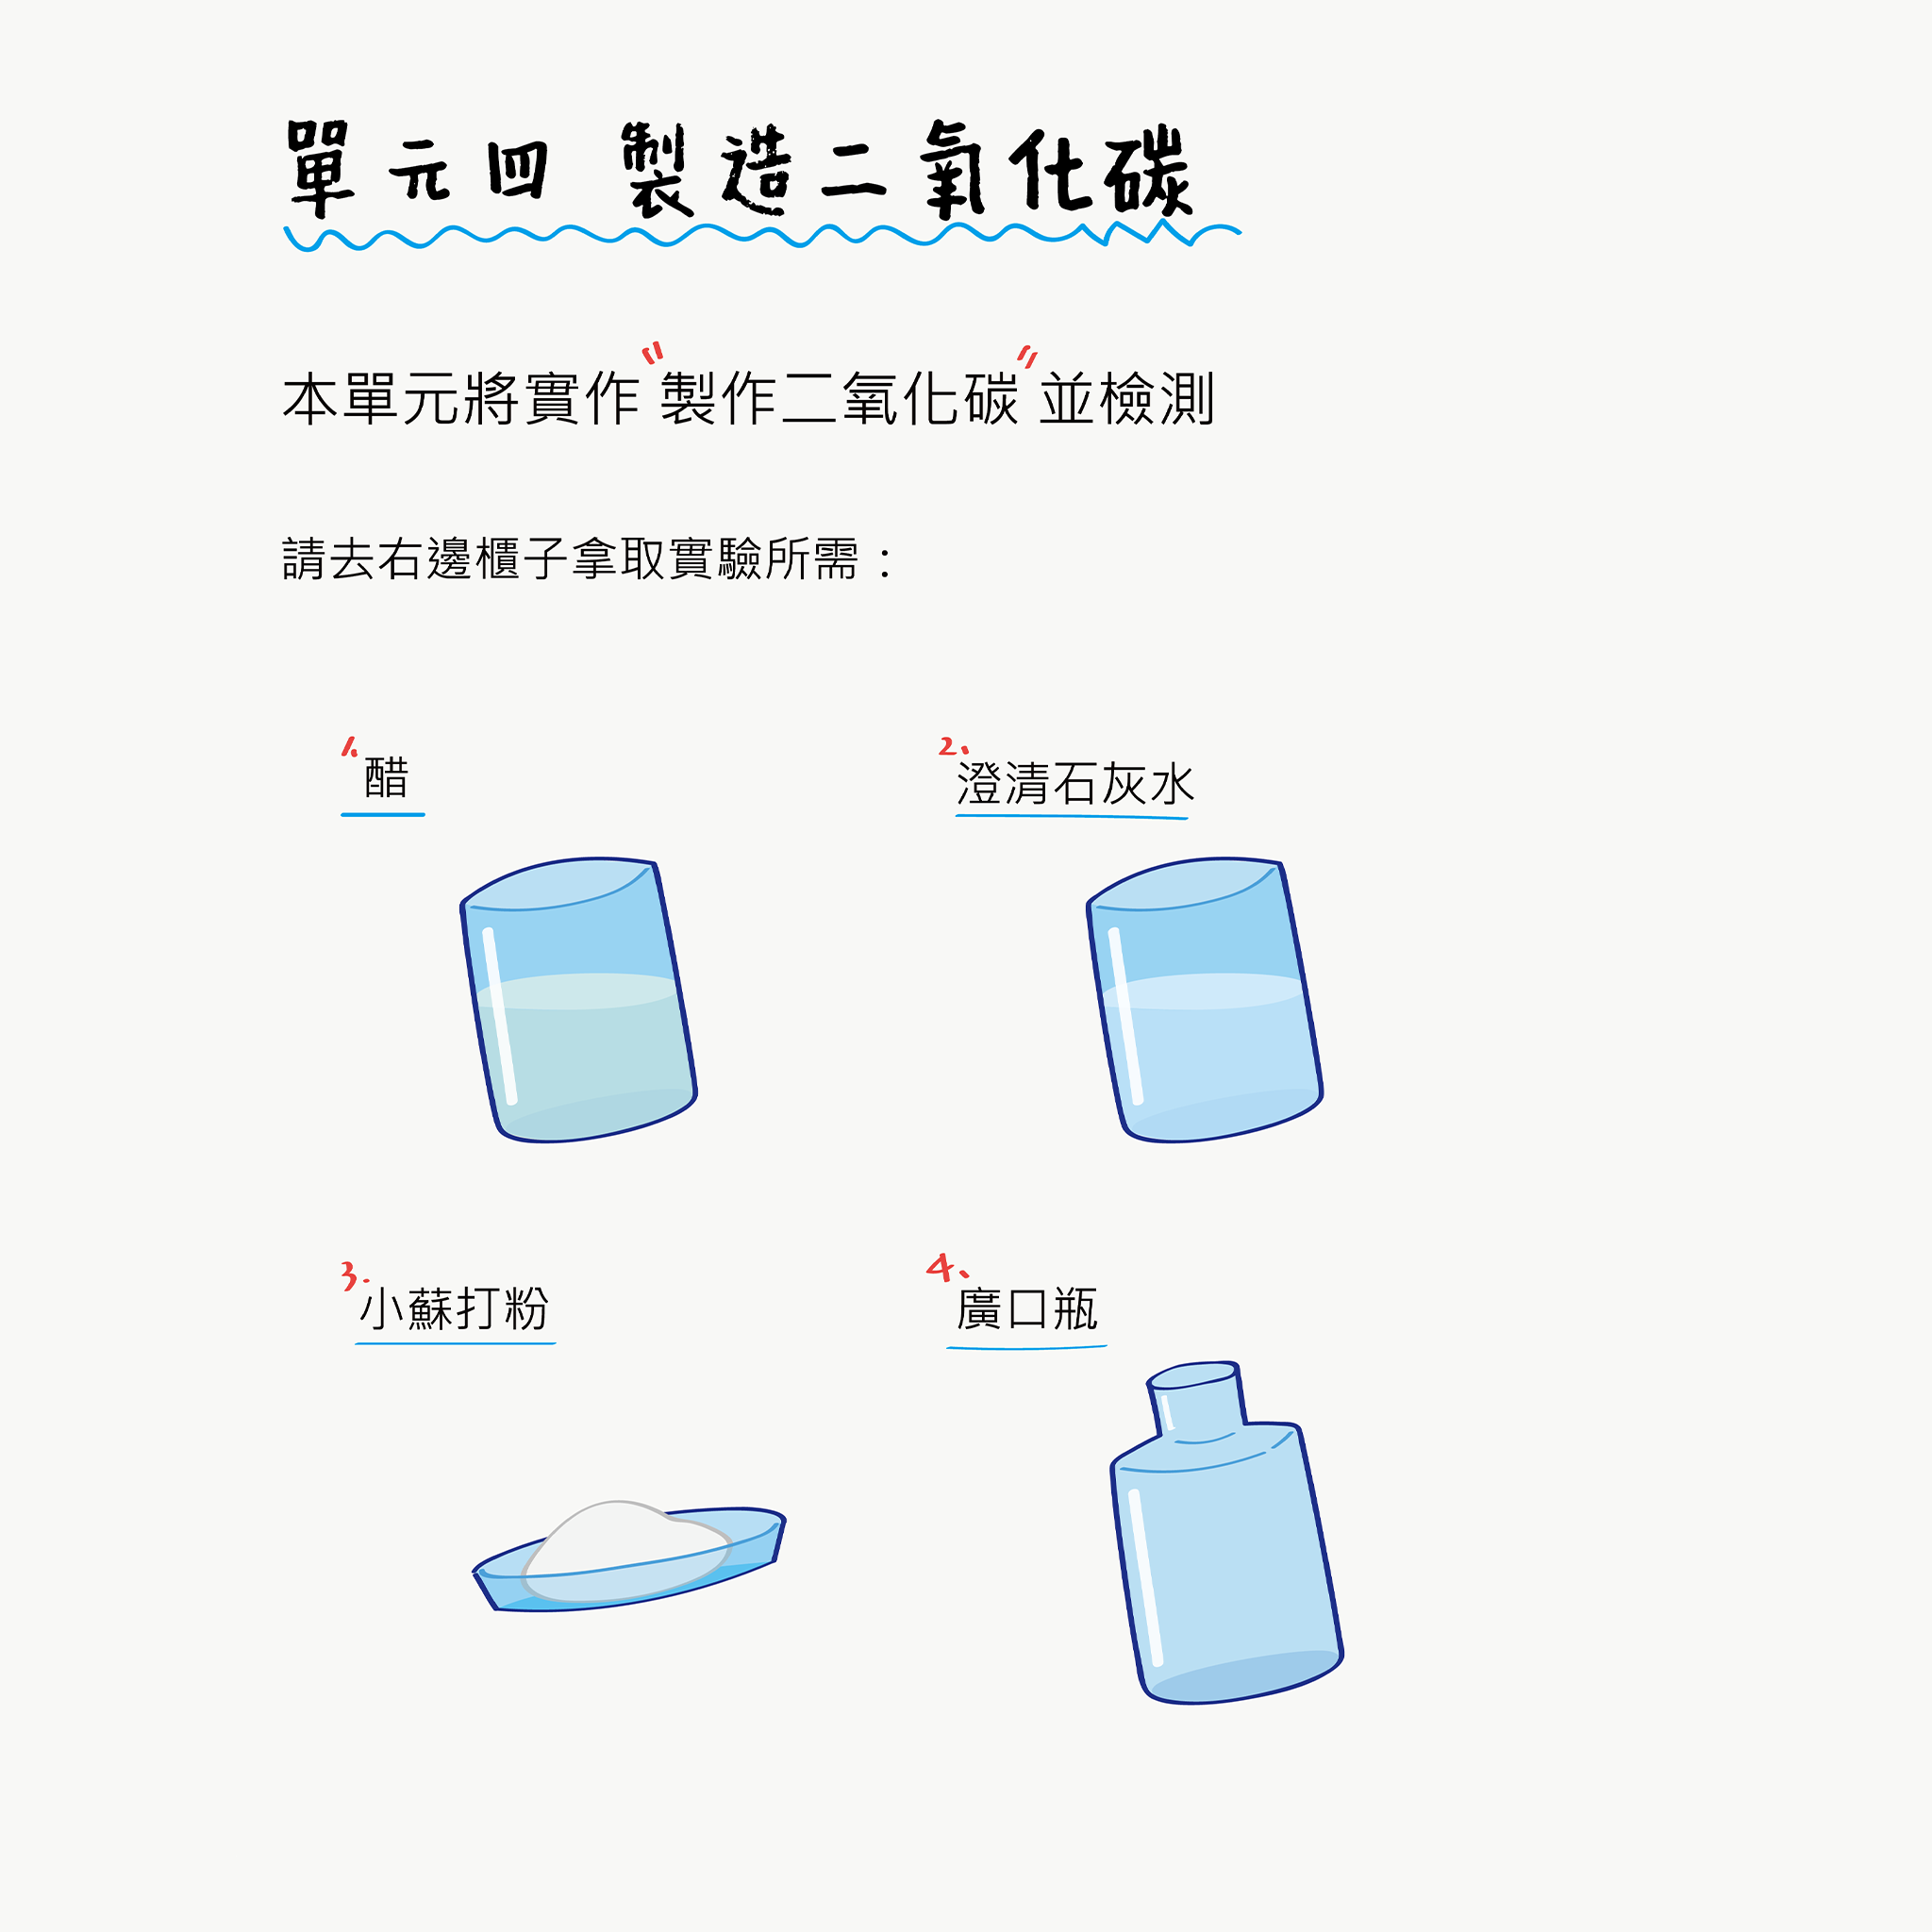 單元四 製造二氧化碳
本單元將實作"製作二氧化碳"並檢測
請去右邊櫃子拿取實驗所需：
1.醋
2.澄清石灰水
3.小蘇打粉
4.廣口瓶